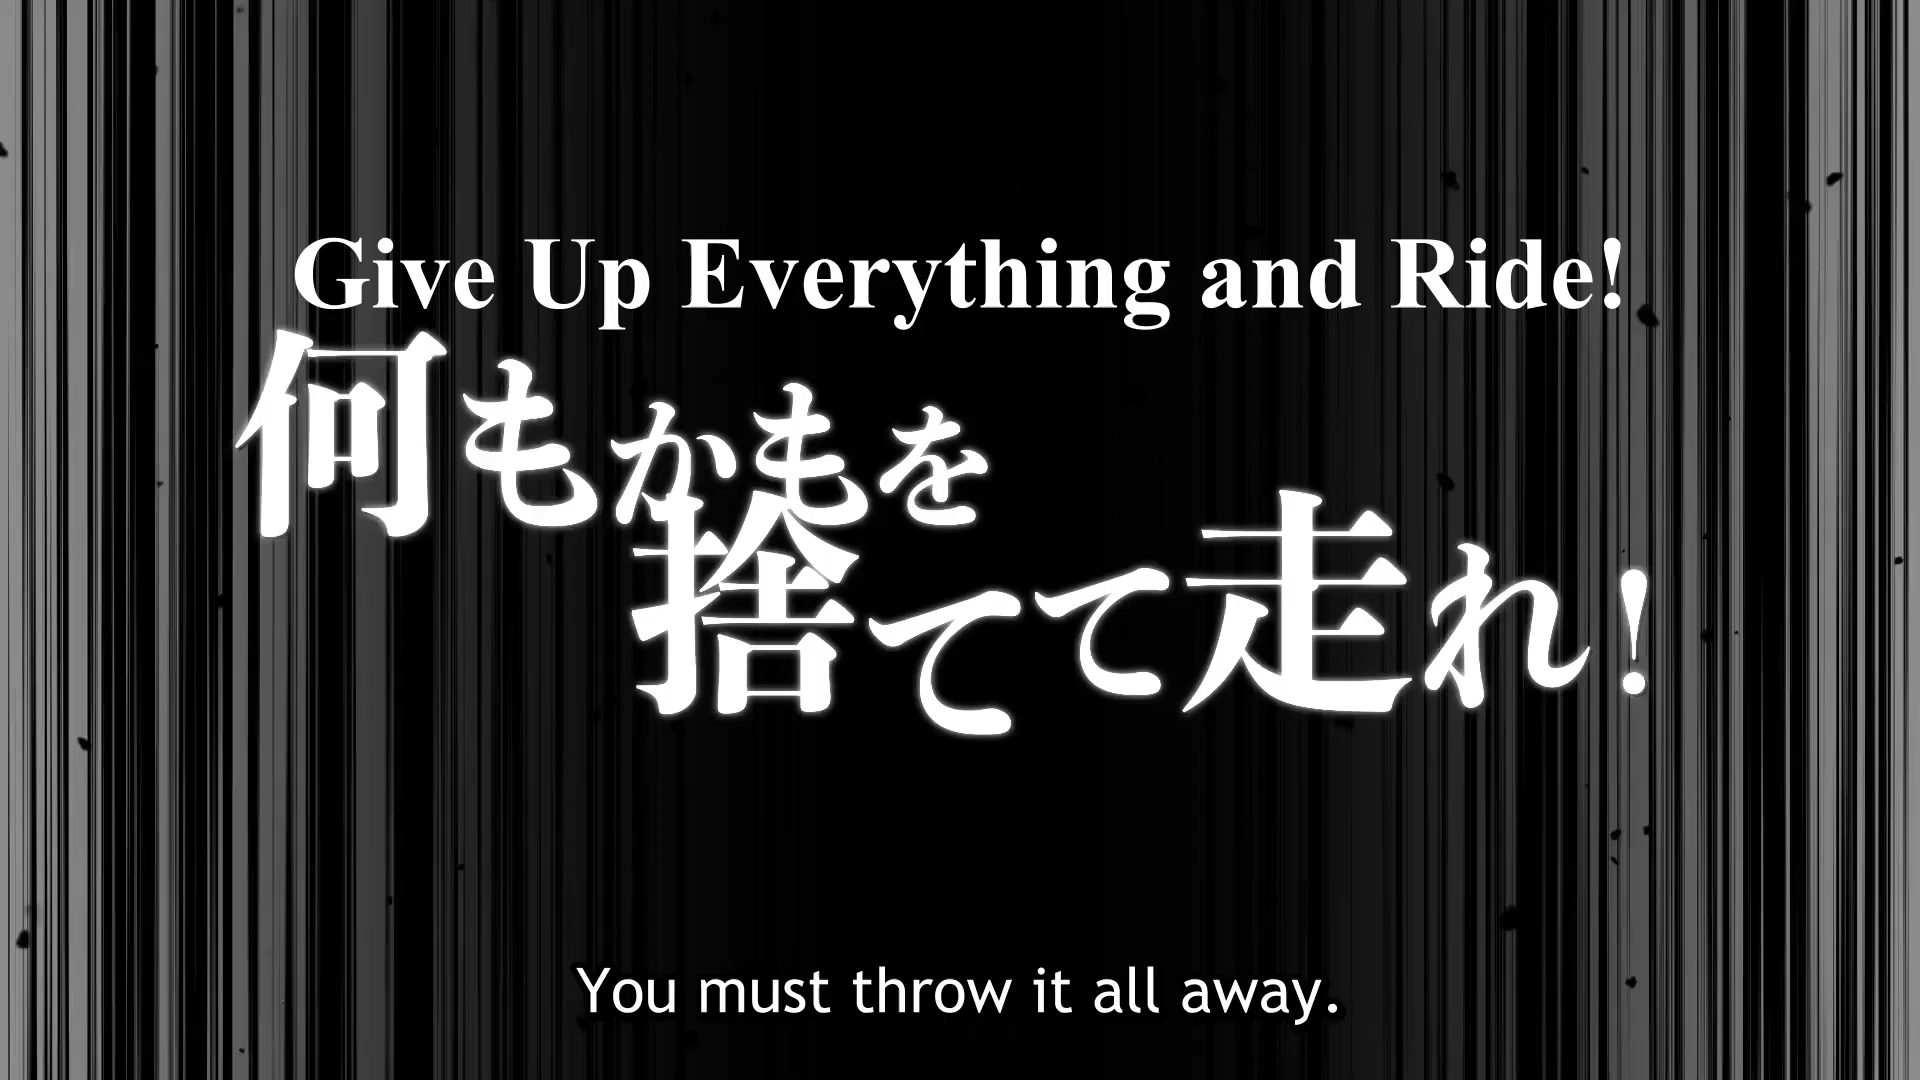 Give Up Everything and Ride!
何もかもを
捨てて走れ!
You must throw it all away.